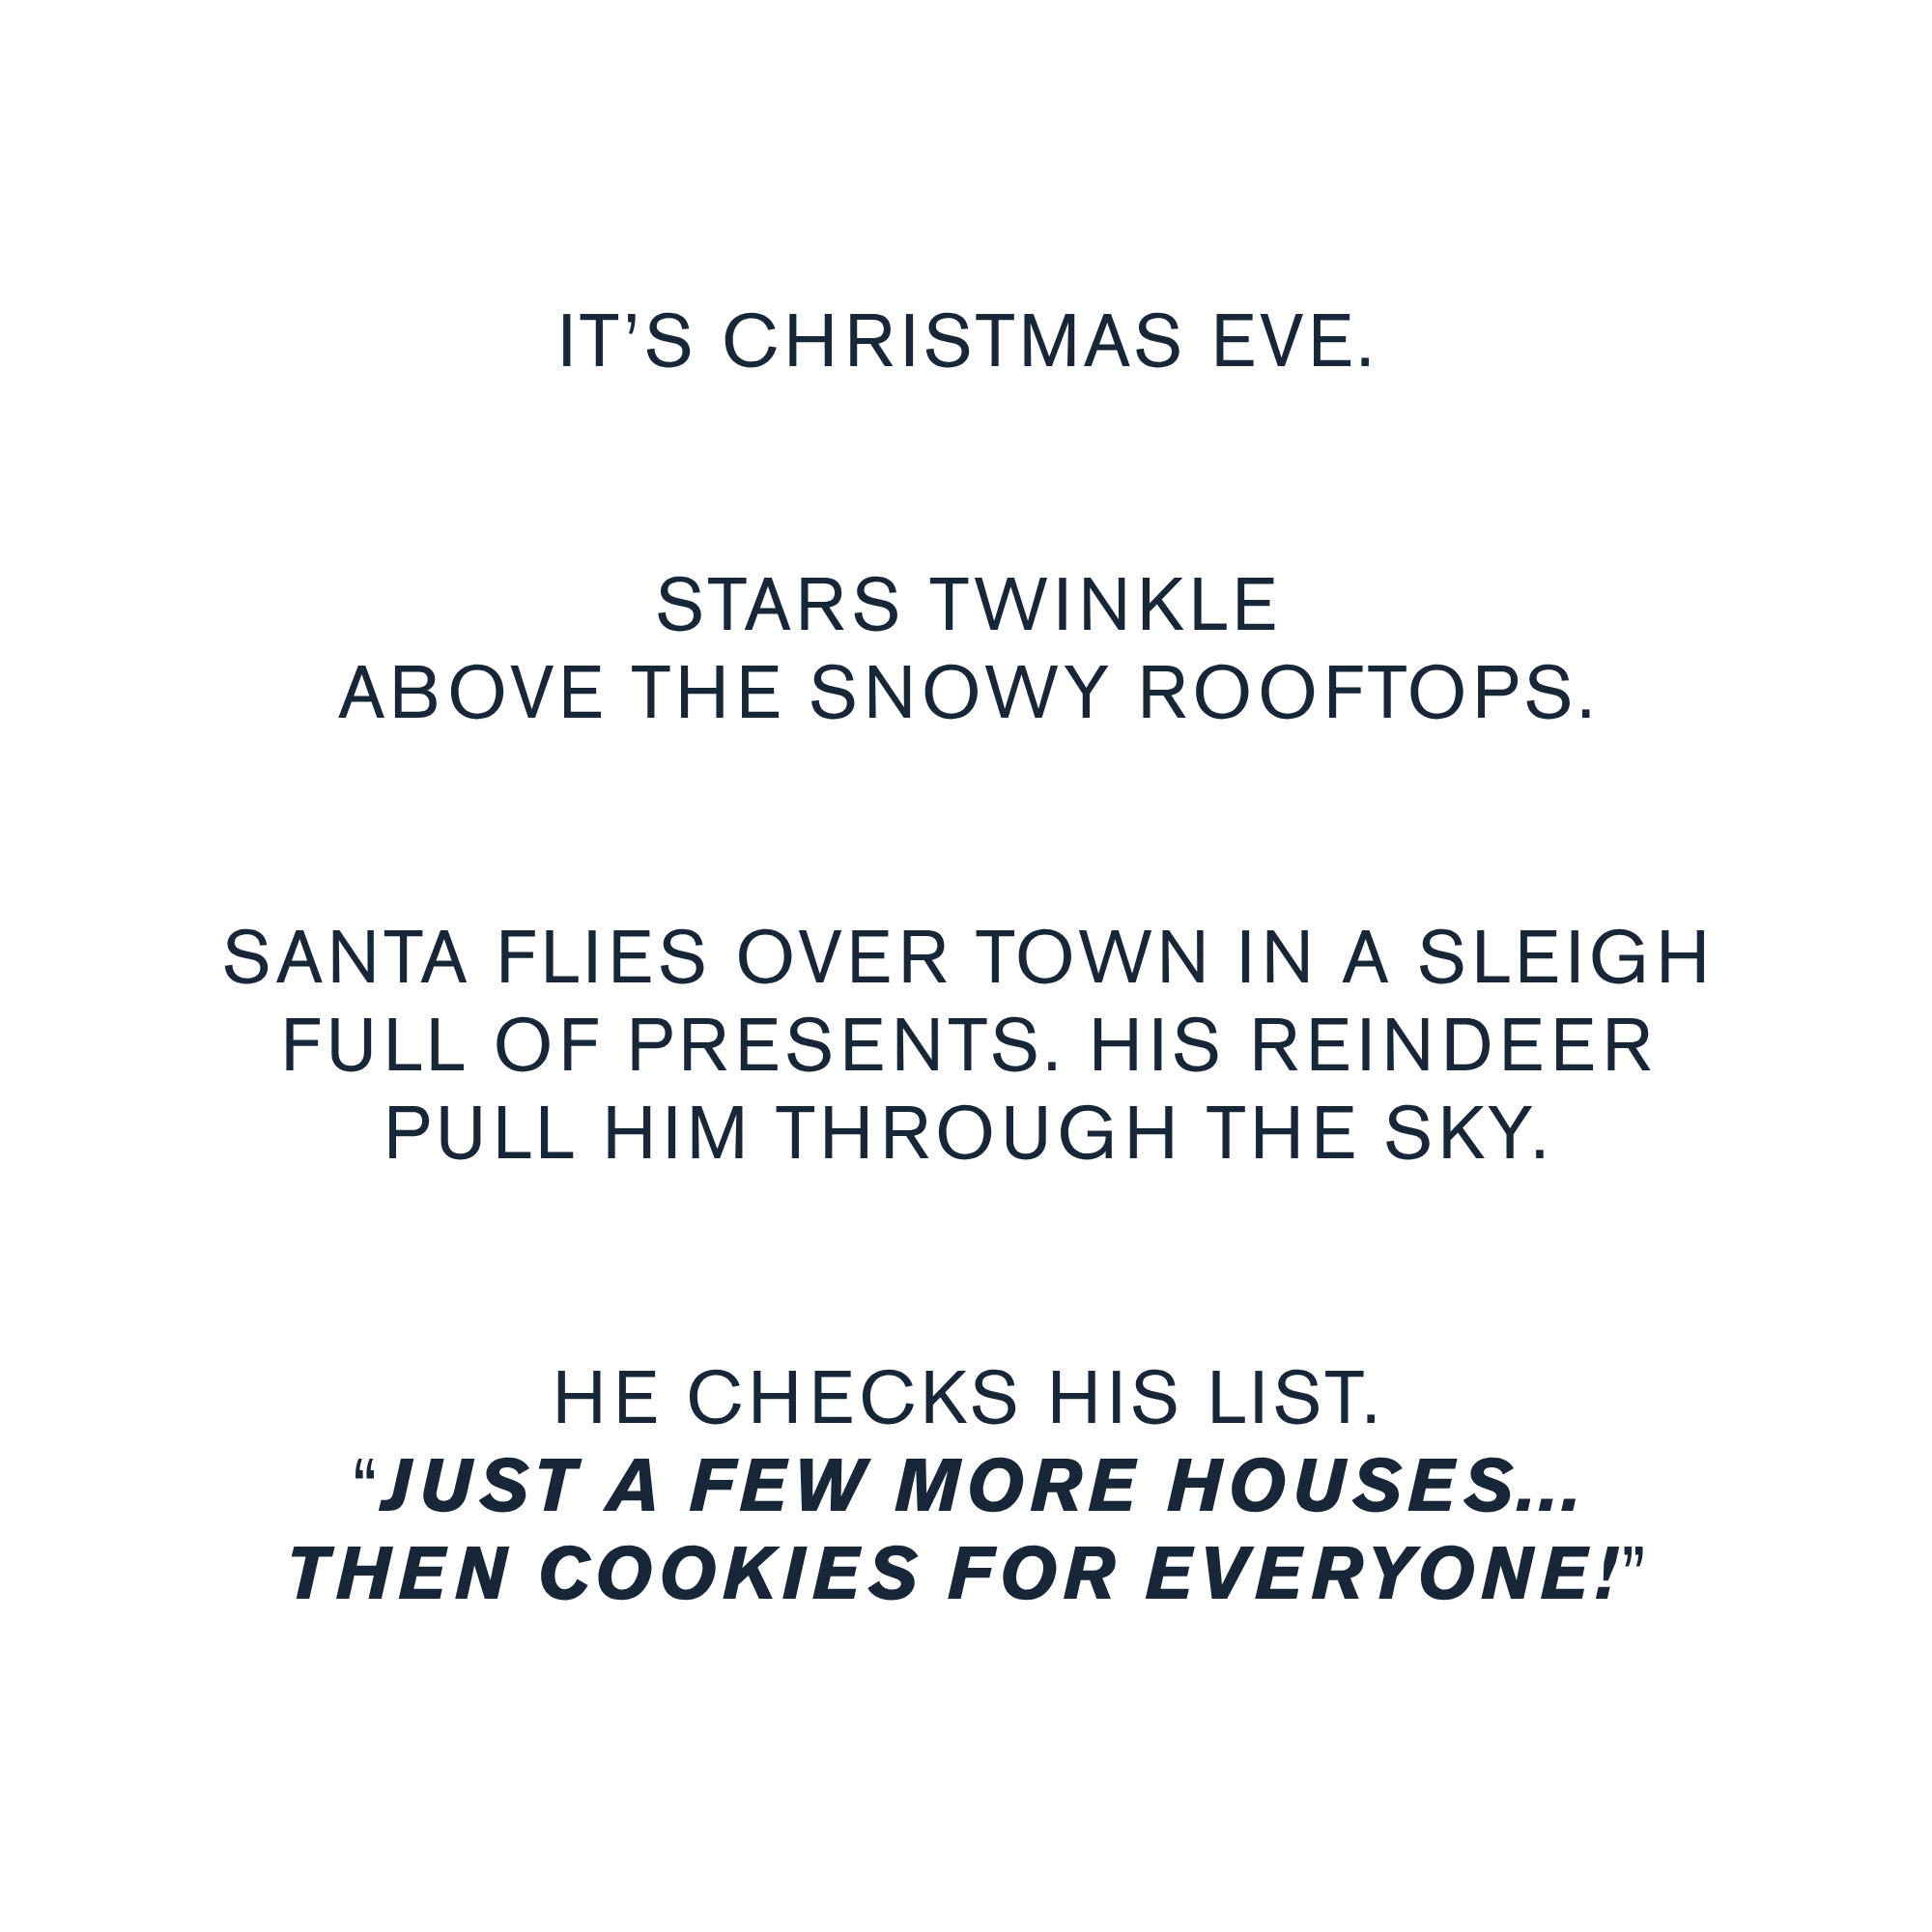 IT’S CHRISTMAS EVE.
STARS TWINKLE
ABOVE THE SNOWY ROOFTOPS.
SANTA FLIES OVER TOWN IN A SLEIGH
FULL OF PRESENTS. HIS REINDEER
PULL HIM THROUGH THE SKY.
HE CHECKS HIS LIST.
“JUST A FEW MORE HOUSES...
THEN COOKIES FOR EVERYONE!”